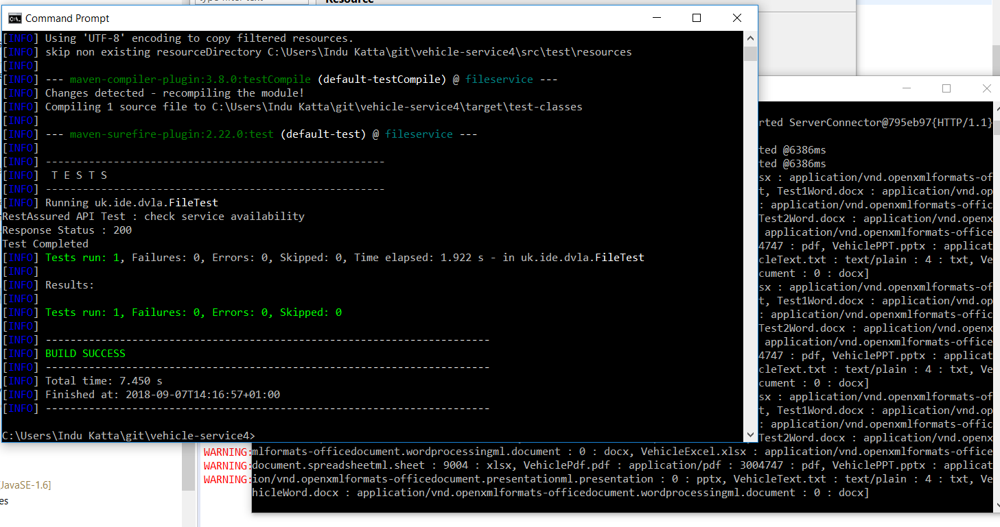 Resource
Command Prompt
[INFO] Using 'UTF-8' encoding to copy filtered resources.
[INFO] skip non existing resourceDirectory C:\Users\Indu Katta\git\vehicle-service4\src\test\resources
[INFO]
[INFO] --- maven-compiler-plugin:3.8.0:testCompile (default-testCompile) @ fileservice ---
[INFO] Changes detected - recompiling the module!
[INFO] Compiling 1 source file to C:\Users\Indu Katta\git\vehicle-service4\target\test-classes
[INFO]
[INFO] --- maven-surefire-plugin:2.22.0:test (default-test) @ fileservice ---
[INFO]
[INFO] -------------------------------------------------------
[INFO]  T E S T S
[INFO] -------------------------------------------------------
[INFO] Running uk.ide.dvla.FileTest
RestAssured API Test : check service availability
Response Status : 200
Test Completed
[INFO] Tests run: 1, Failures: 0, Errors: 0, Skipped: 0, Time elapsed: 1.922 s - in uk.ide.dvla.FileTest
[INFO]
[INFO] Results:
[INFO]
[INFO] Tests run: 1, Failures: 0, Errors: 0, Skipped: 0
[INFO]
[INFO] ------------------------------------------------------------------------
[INFO] BUILD SUCCESS
[INFO] ------------------------------------------------------------------------
[INFO] Total time: 7.450 s
[INFO] Finished at: 2018-09-07T14:16:57+01:00
[INFO] ------------------------------------------------------------------------
C:\Users\Indu Katta\git\vehicle-service4>
rted ServerConnector@795eb97{HTTP/1.1}
ted @6386ms
ted @6386ms
sx : application/vnd.openxmlformats-of
t, Test1Word.docx : application/vnd.op
: application/vnd.openxmlformats-offic
Test2Word.docx : application/vnd.openx
application/vnd.openxmlformats-office
4747 : pdf, VehiclePPT.pptx : applicat
cleText.txt : text/plain : 4 : txt, Ve
cument : 0 : docx]
sx : application/vnd.openxmlformats-of
t, Test1Word.docx : application/vnd.op
: application/vnd.openxmlformats-offic
Test2Word.docx : application/vnd.openx
application/vnd.openxmlformats-office
4747 : pdf, VehiclePPT.pptx : applicat
cleText.txt : text/plain : 4 : txt, Ve
cument : 0 : docx]
sx : application/vnd.openxmlformats-of
t, Test1Word.docx : application/vnd.op
: application/vnd.openxmlformats-offic
Test2Word.docx : application/vnd.openx
WARNING: mlformats-officedocument.wordprocessingml.document : 0 : docx, VehicleExcel.xlsx : application/vnd.openxmlformats-office
WARNING: document.spreadsheetml.sheet : 9004 : xlsx, VehiclePdf.pdf : application/pdf : 3004747 : pdf, VehiclePPT.pptx : applicat
WARNING: ion/vnd.openxmlformats-officedocument.presentationml.presentation : 0 : pptx, VehicleText.txt : text/plain : 4 : txt, Ve
hicleWord.docx : application/vnd.openxmlformats-officedocument.wordprocessingml.document : 0 : docx]
JavaSE-1.6]
es